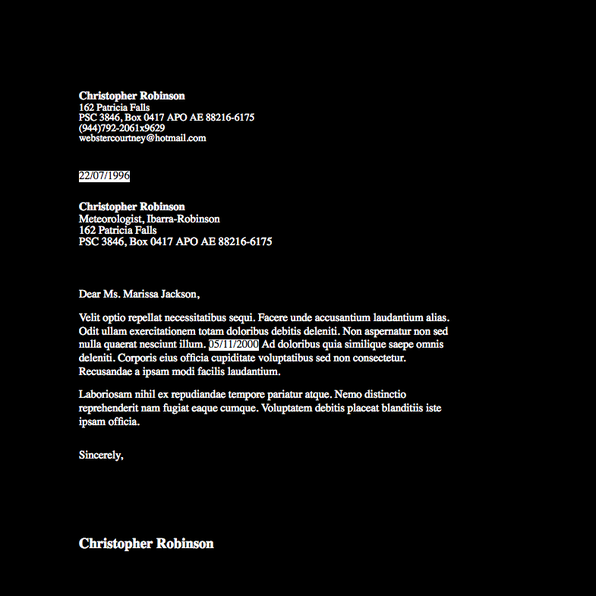 Christopher Robinson
162 Patricia Falls
PSC 3846, Box 0417 APO AE 88216-6175
(944)792-2061x9629
webstercourtney@hotmail.com
22/07/1996
Christopher Robinson
Meteorologist, Ibarra-Robinson
162 Patricia Falls
PSC 3846, Box 0417 APO AE 88216-6175
Dear Ms. Marissa Jackson,
Velit optio repellat necessitatibus sequi. Facere unde accusantium laudantium alias.
Odit ullam exercitationem totam doloribus debitis deleniti. Non aspernatur non sed
nulla quaerat nesciunt illum. 05/11/2000 Ad doloribus quia similique saepe omnis
deleniti. Corporis eius officia cupiditate voluptatibus sed non consectetur.
Recusandae a ipsam modi facilis laudantium.
Laboriosam nihil ex repudiandae tempore pariatur atque. Nemo distinctio
reprehenderit nam fugiat eaque cumque. Voluptatem debitis placeat blanditiis iste
ipsam officia.
Sincerely,
Christopher Robinson